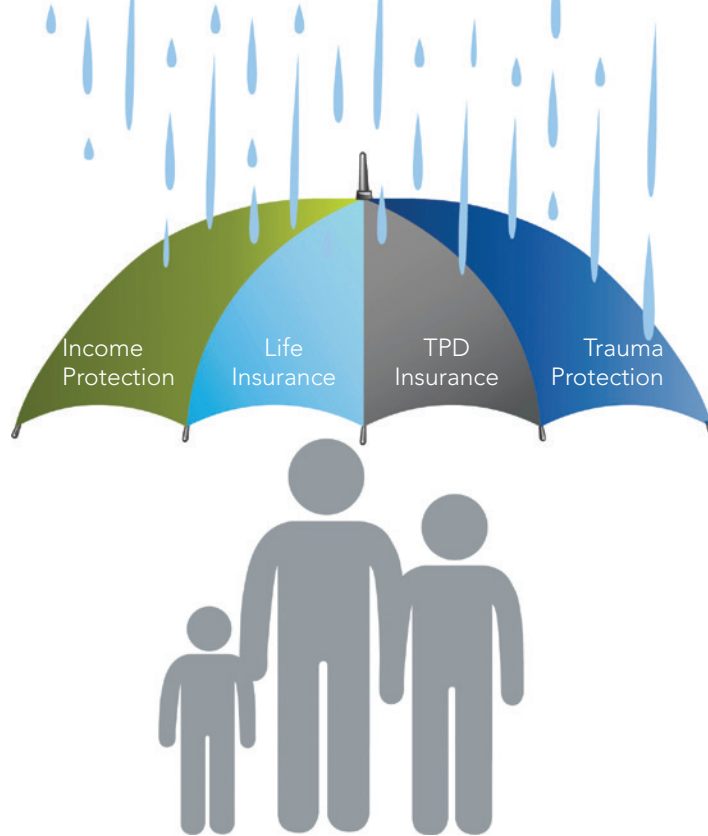 Income
Protection
Life
Insurance
TPD
Insurance
Trauma
Protection